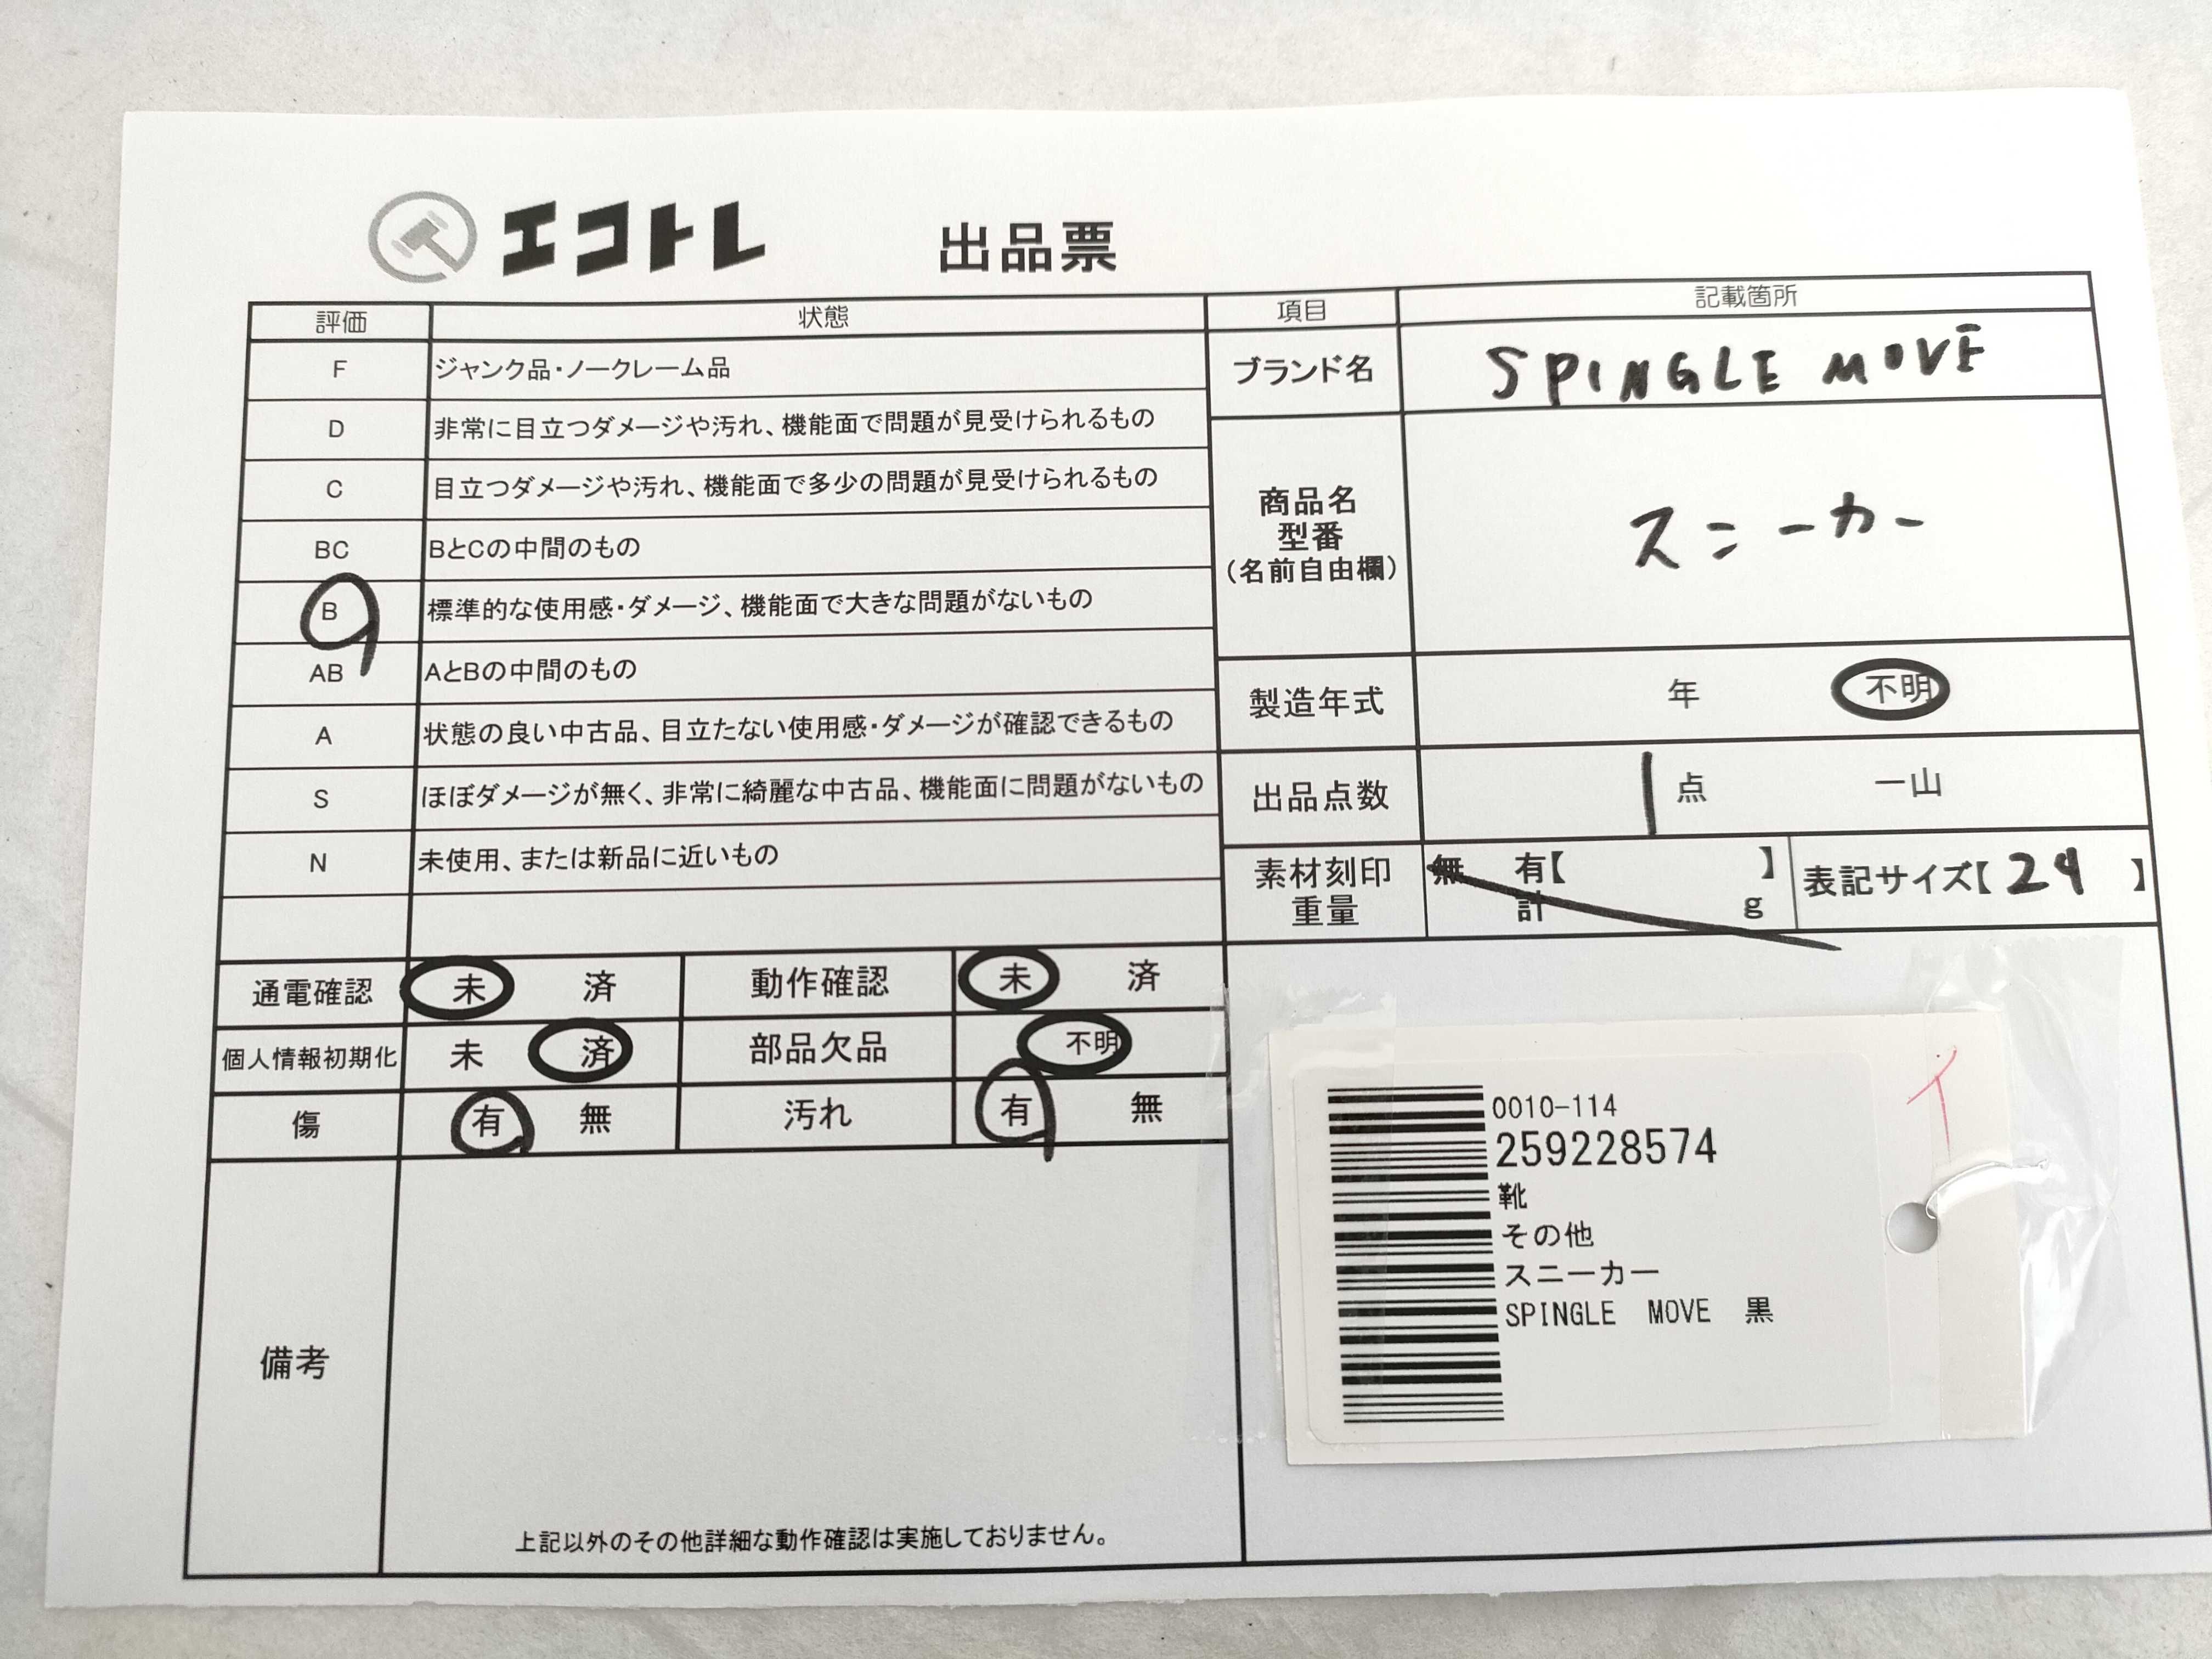 エコトレ 出品票
評価 状態
F ジャンク品・ノークレーム品
D 非常に目立つダメージや汚れ、機能面で問題が見受けられるもの
C 目立つダメージや汚れ、機能面で多少の問題が見受けられるもの
BC BとCの中間のもの
B 標準的な使用感・ダメージ、機能面で大きな問題がないもの
AB AとBの中間のもの
A 状態の良い中古品、目立たない使用感・ダメージが確認できるもの
S ほぼダメージが無く、非常に綺麗な中古品、機能面に問題がないもの
N 未使用、または新品に近いもの
項目 記載箇所
ブランド名 SPINGLE MOVE
商品名
型番
(名前自由欄)
スニーカー
製造年式 年 不明
出品点数 1点 一山
素材刻印 無 有【 】
重量 計 g
表記サイズ【24 】
通電確認 未 済 動作確認 未 済
個人情報初期化 未 済 部品欠品 不明
傷 有 無 汚れ 有 無
備考
上記以外のその他詳細な動作確認は実施しておりません。
0010-114
259228574
靴
その他
スニーカー
SPINGLE MOVE 黒